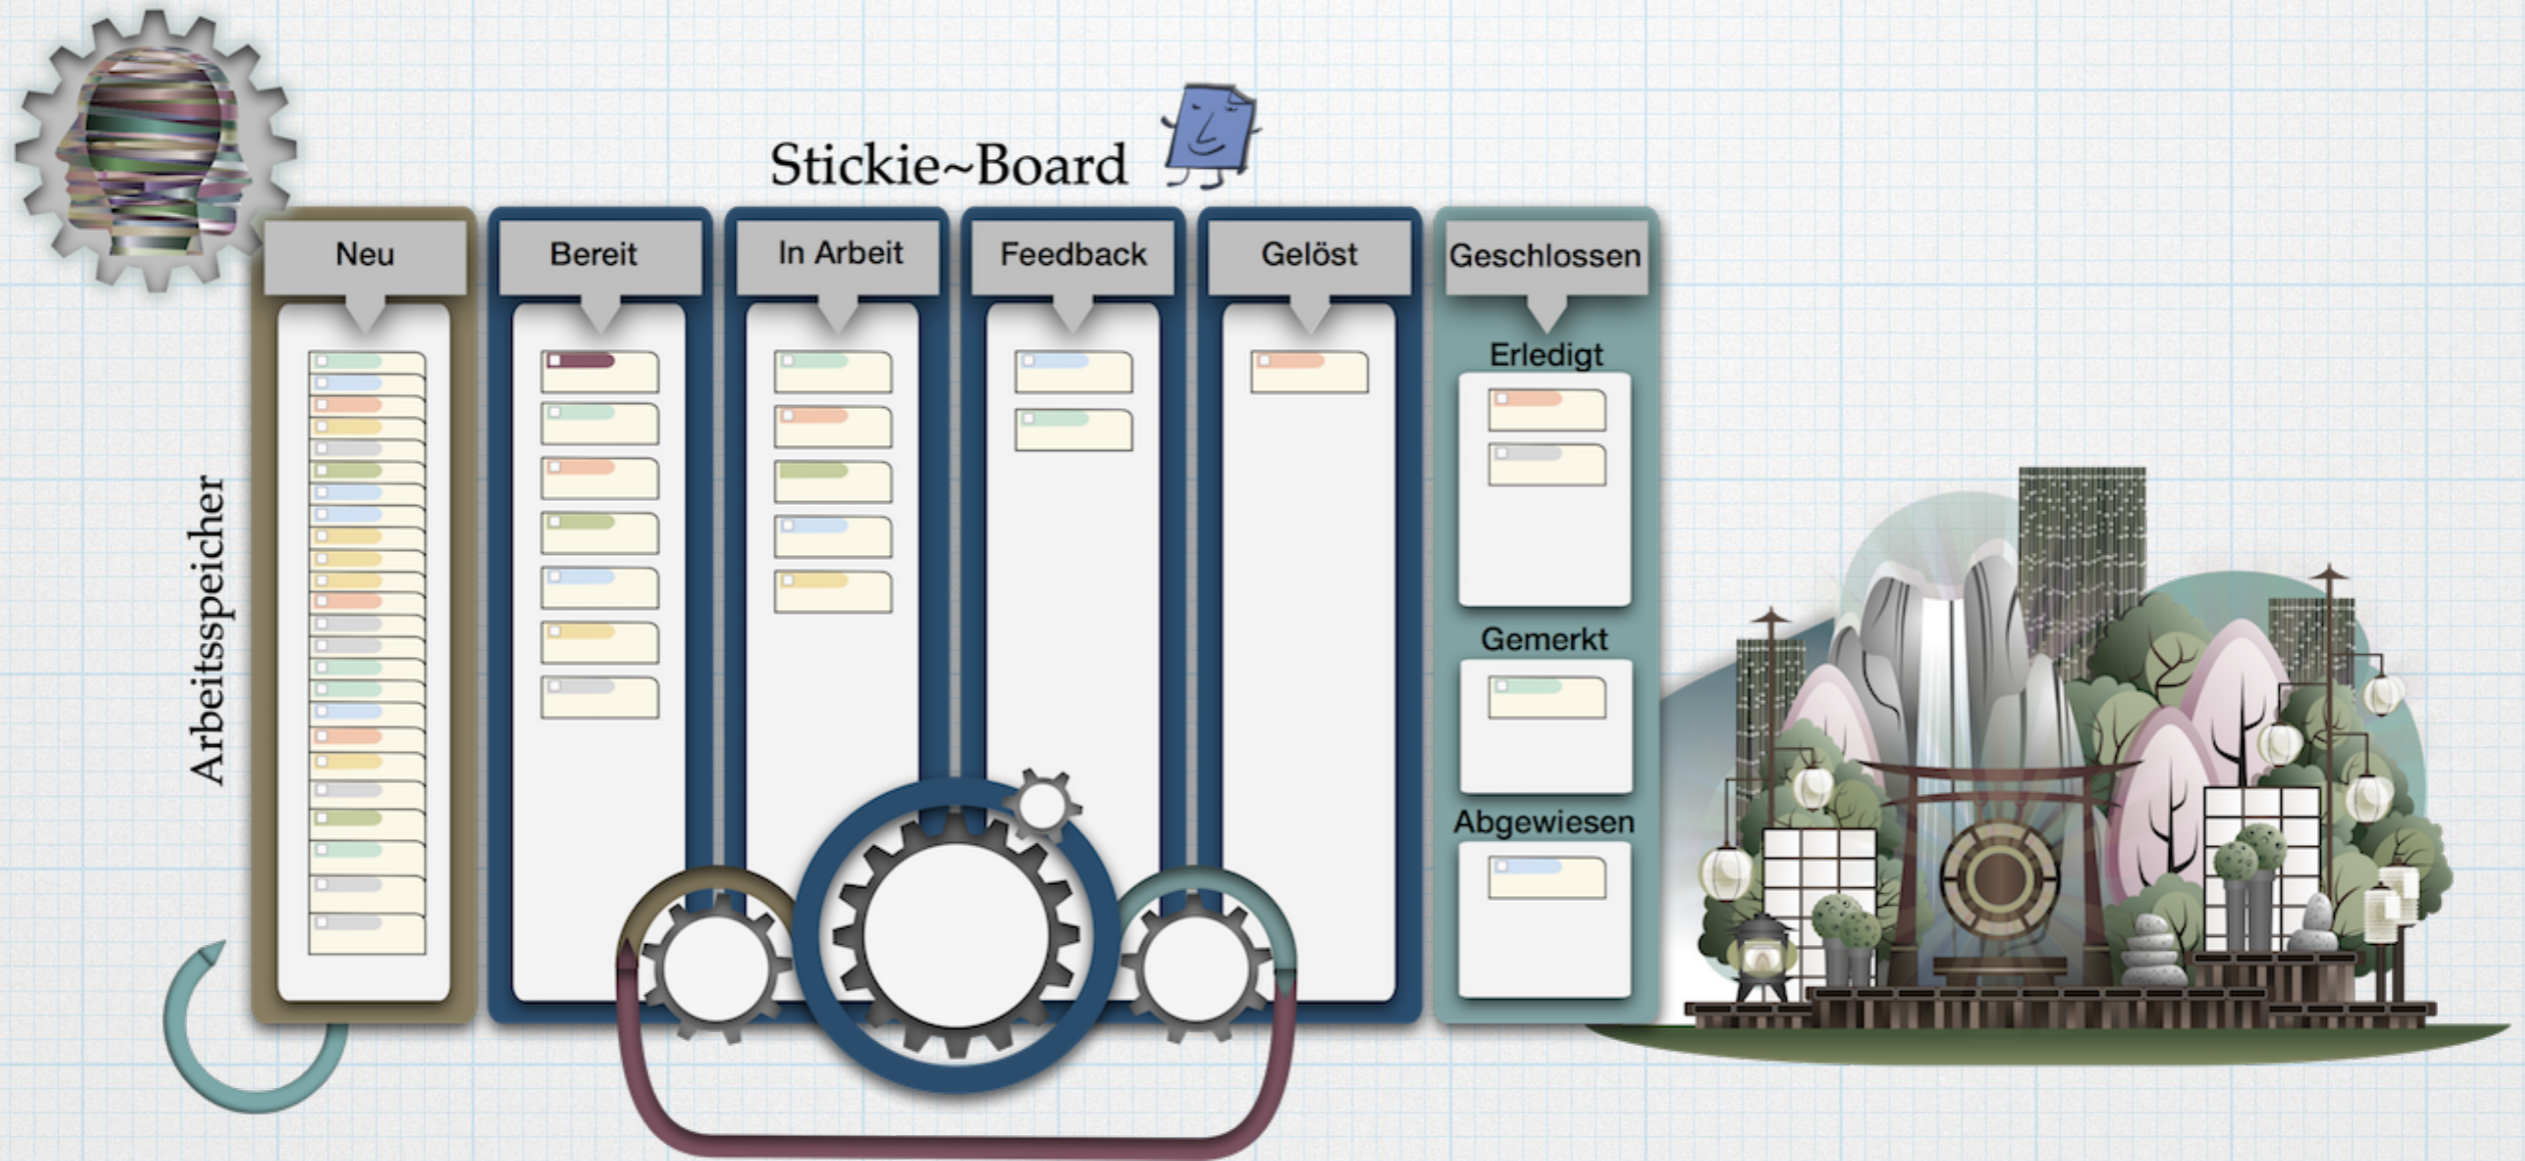 Stickie~Board
Neu
Bereit
In Arbeit
Feedback
Gelöst
Geschlossen
Erledigt
Gemerkt
Abgewiesen
Arbeitsspeicher